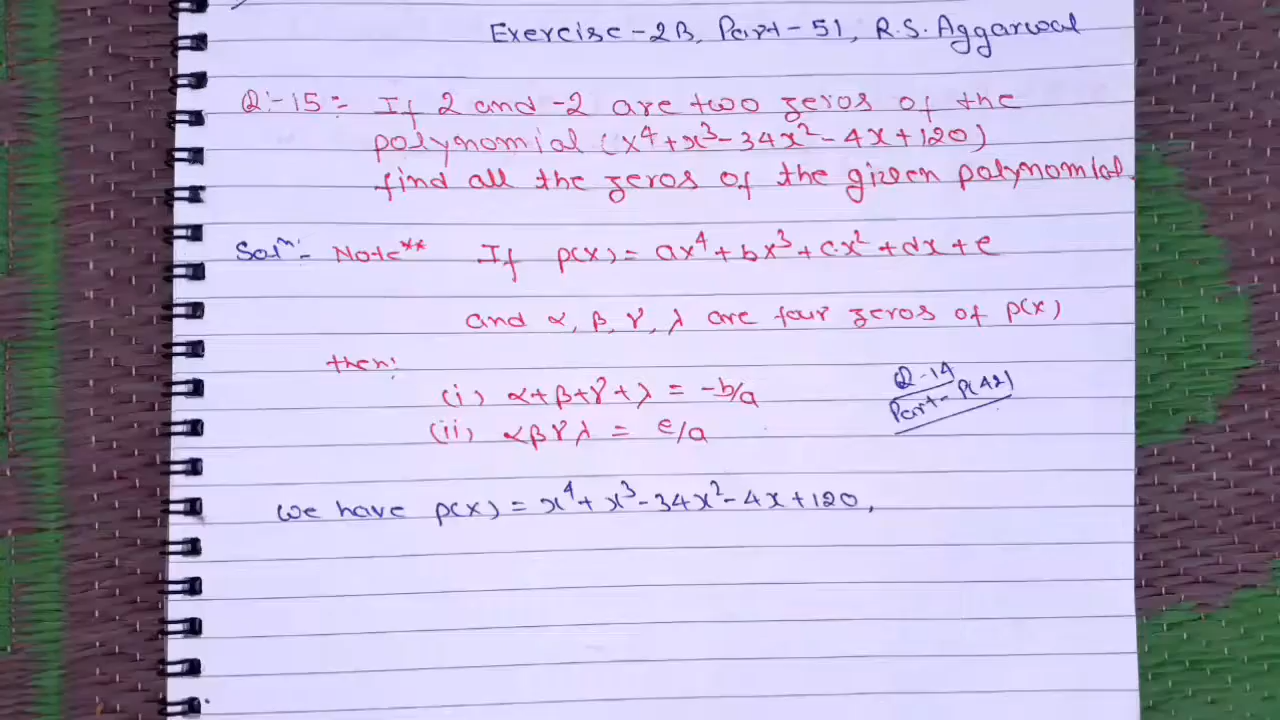 Exercise-2B, Part-51, R.S. Aggarwal
Q:-15:- If 2 and -2 are two zeros of the
polynomial (x⁴+x³-34x²-4x+120)
find all the zeros of the given polynomial.
Solⁿ:- Note** If p(x) = ax⁴+bx³+cx²+dx+e
and α, β, γ, λ are four zeros of p(x)
then:
(i) α+β+γ+λ = -b/a
(ii) αβγλ = e/a
Q-14
Part-P(42)
we have p(x) = x⁴+x³-34x²-4x+120,